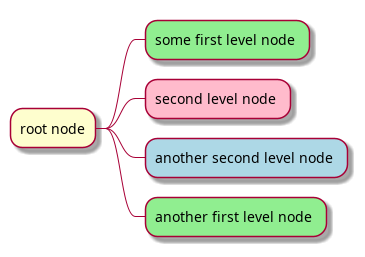 root node
some first level node
second level node
another second level node
another first level node